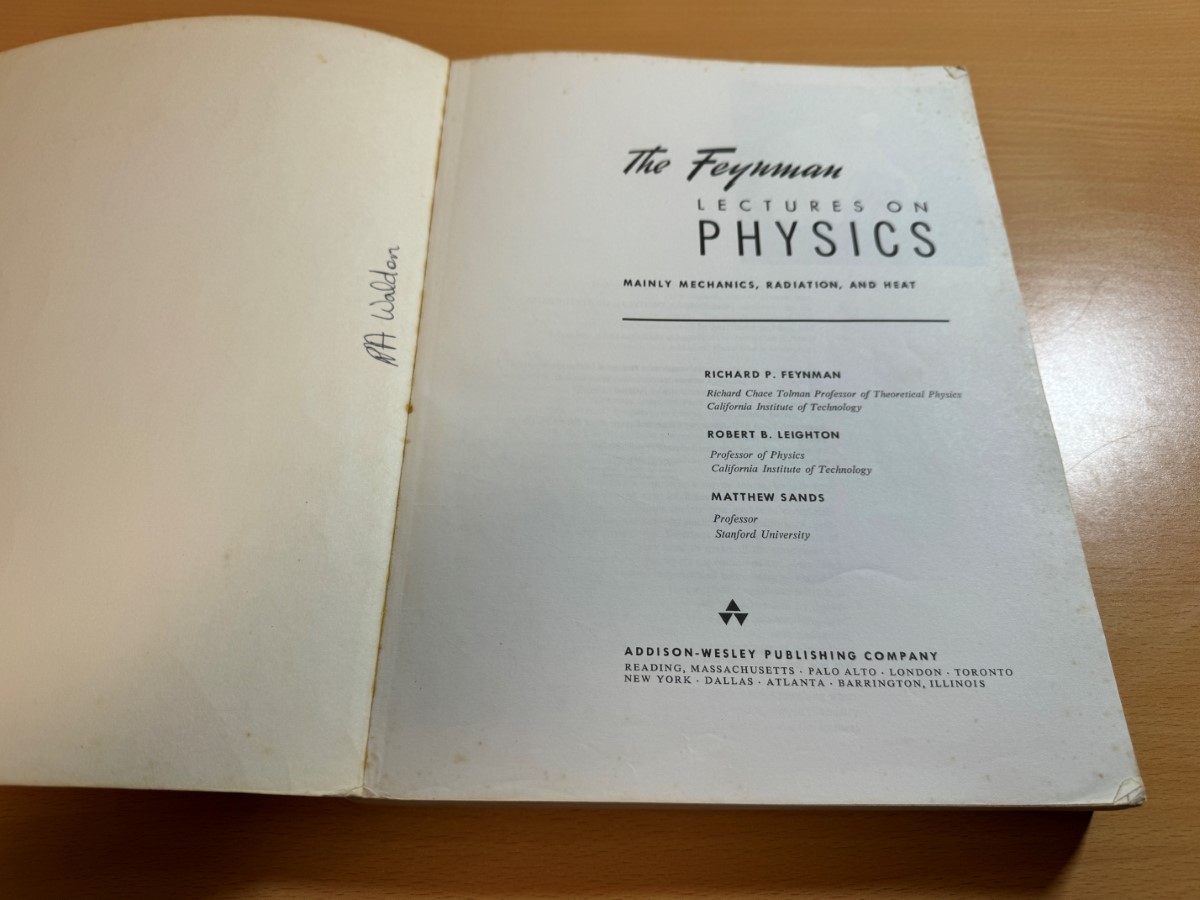 PA Waldon
The Feynman
LECTURES ON
PHYSICS
MAINLY MECHANICS, RADIATION, AND HEAT
RICHARD P. FEYNMAN
Richard Chace Tolman Professor of Theoretical Physics
California Institute of Technology
ROBERT B. LEIGHTON
Professor of Physics
California Institute of Technology
MATTHEW SANDS
Professor
Stanford University
ADDISON-WESLEY PUBLISHING COMPANY
READING, MASSACHUSETTS · PALO ALTO · LONDON · TORONTO
NEW YORK · DALLAS · ATLANTA · BARRINGTON, ILLINOIS